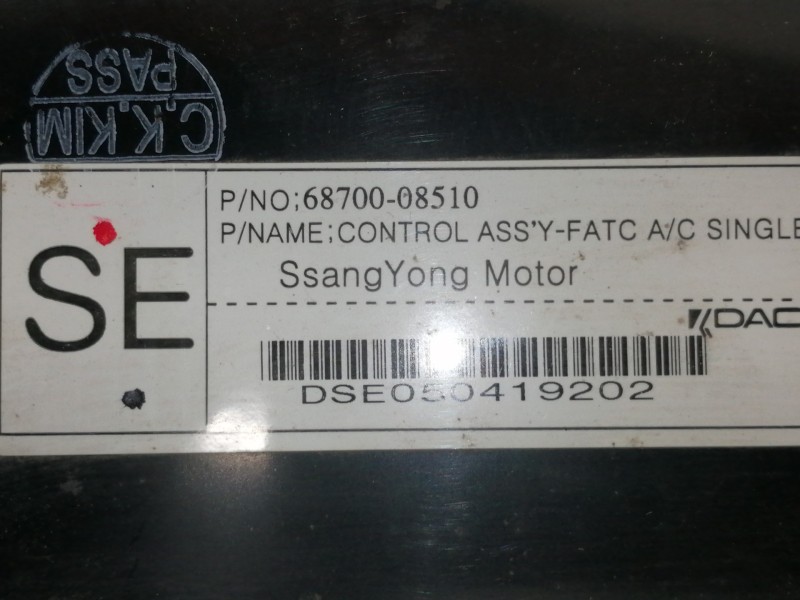 C.K.KIM
PASS
SE
P/NO;68700-08510
P/NAME;CONTROL ASS'Y-FATC A/C SINGLE
SsangYong Motor
DAC
DSE050419202